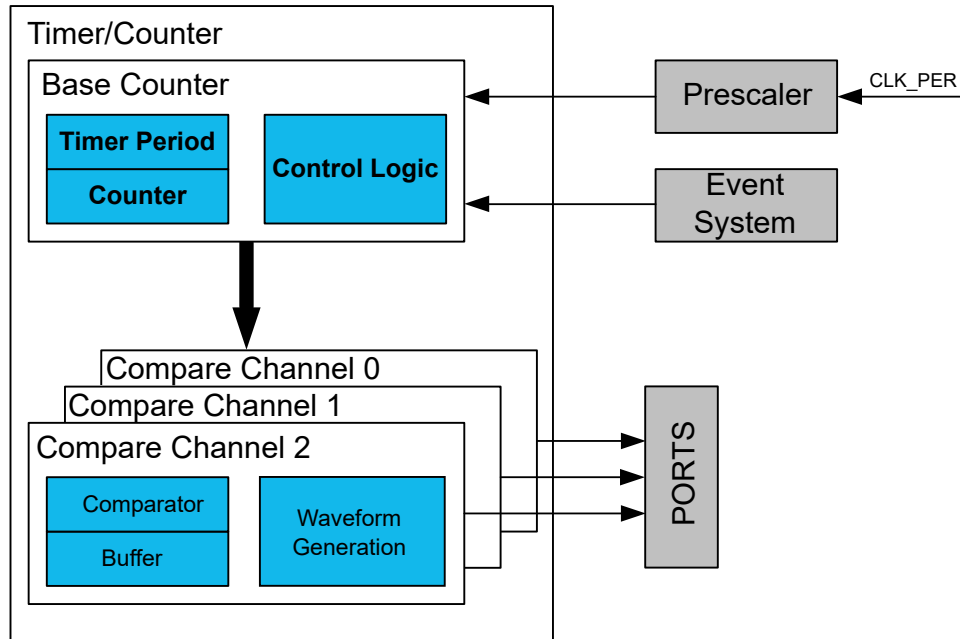 Timer/Counter
Base Counter
Timer Period
Counter
Control Logic
Prescaler
CLK_PER
Event
System
Compare Channel 0
Compare Channel 1
Compare Channel 2
Comparator
Buffer
Waveform
Generation
PORTS